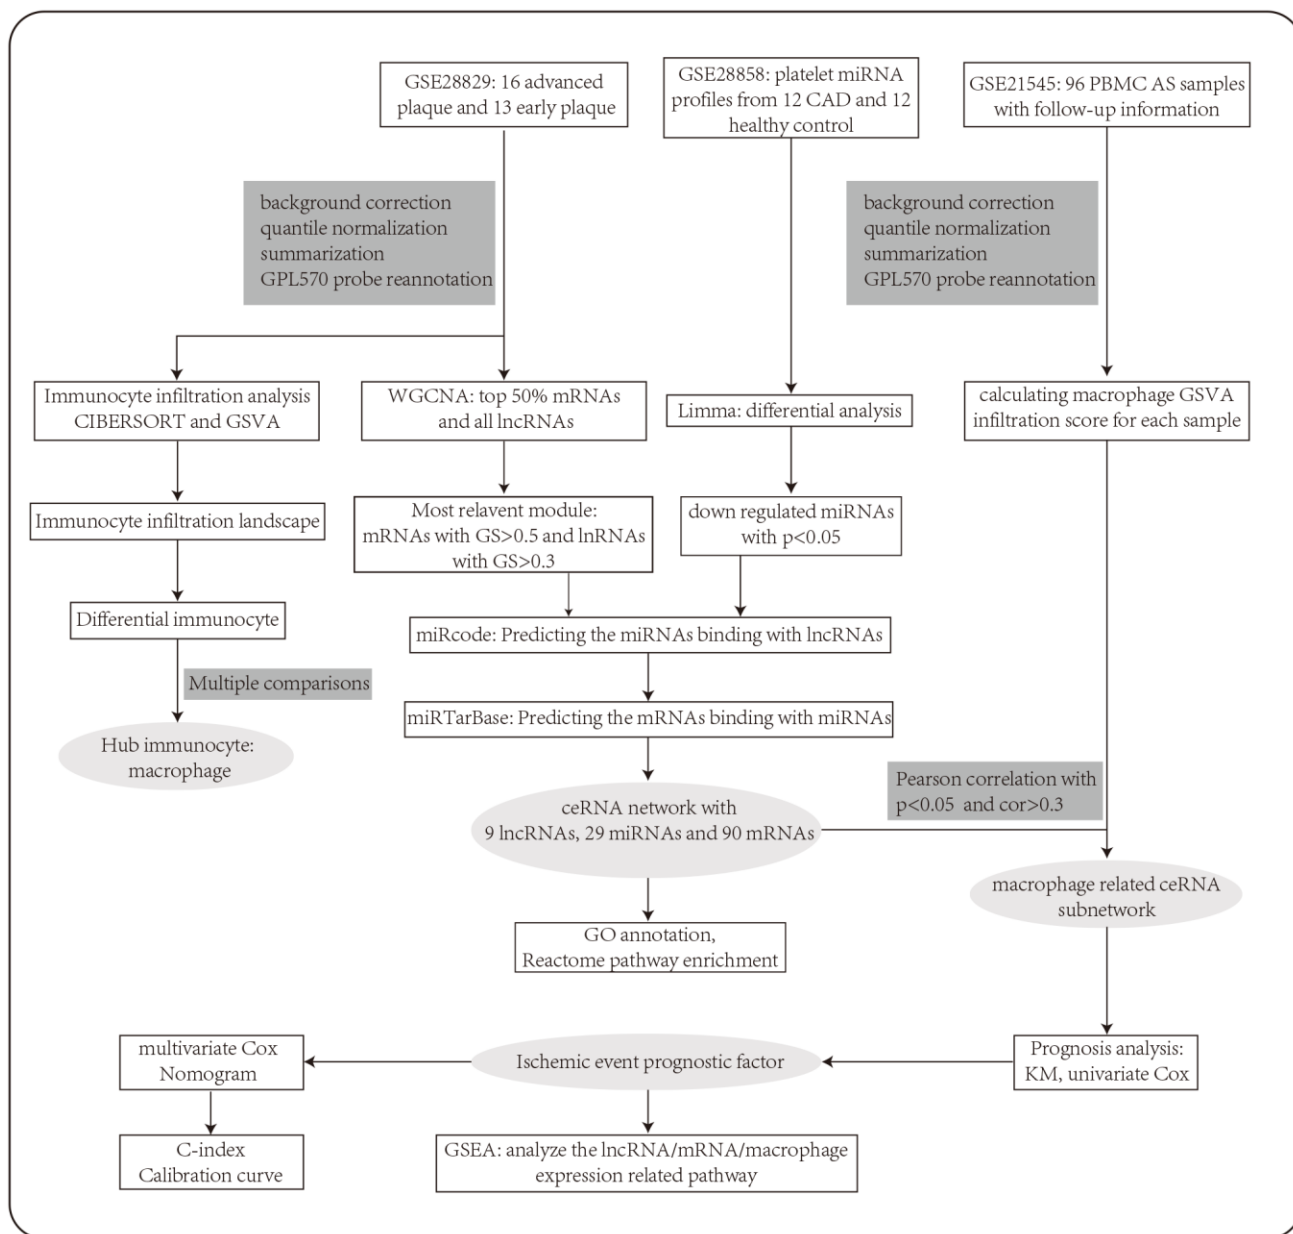 GSE28829: 16 advanced
plaque and 13 early plaque
GSE28858: platelet miRNA
profiles from 12 CAD and 12
healthy control
GSE21545: 96 PBMC AS samples
with follow-up information
background correction
quantile normalization
summarization
GPL570 probe reannotation
background correction
quantile normalization
summarization
GPL570 probe reannotation
Immunocyte infiltration analysis
CIBERSORT and GSVA
WGCNA: top 50% mRNAs
and all lncRNAs
Limma: differential analysis
calculating macrophage GSVA
infiltration score for each sample
Immunocyte infiltration landscape
Most relavent module:
mRNAs with GS>0.5 and lnRNAs
with GS>0.3
down regulated miRNAs
with p<0.05
Differential immunocyte
miRcode: Predicting the miRNAs binding with lncRNAs
Multiple comparisons
miRTarBase: Predicting the mRNAs binding with miRNAs
Hub immunocyte:
macrophage
Pearson correlation with
p<0.05 and cor>0.3
ceRNA network with
9 lncRNAs, 29 miRNAs and 90 mRNAs
macrophage related ceRNA
subnetwork
GO annotation,
Reactome pathway enrichment
multivariate Cox
Nomogram
Ischemic event prognostic factor
Prognosis analysis:
KM, univariate Cox
C-index
Calibration curve
GSEA: analyze the lncRNA/mRNA/macrophage
expression related pathway